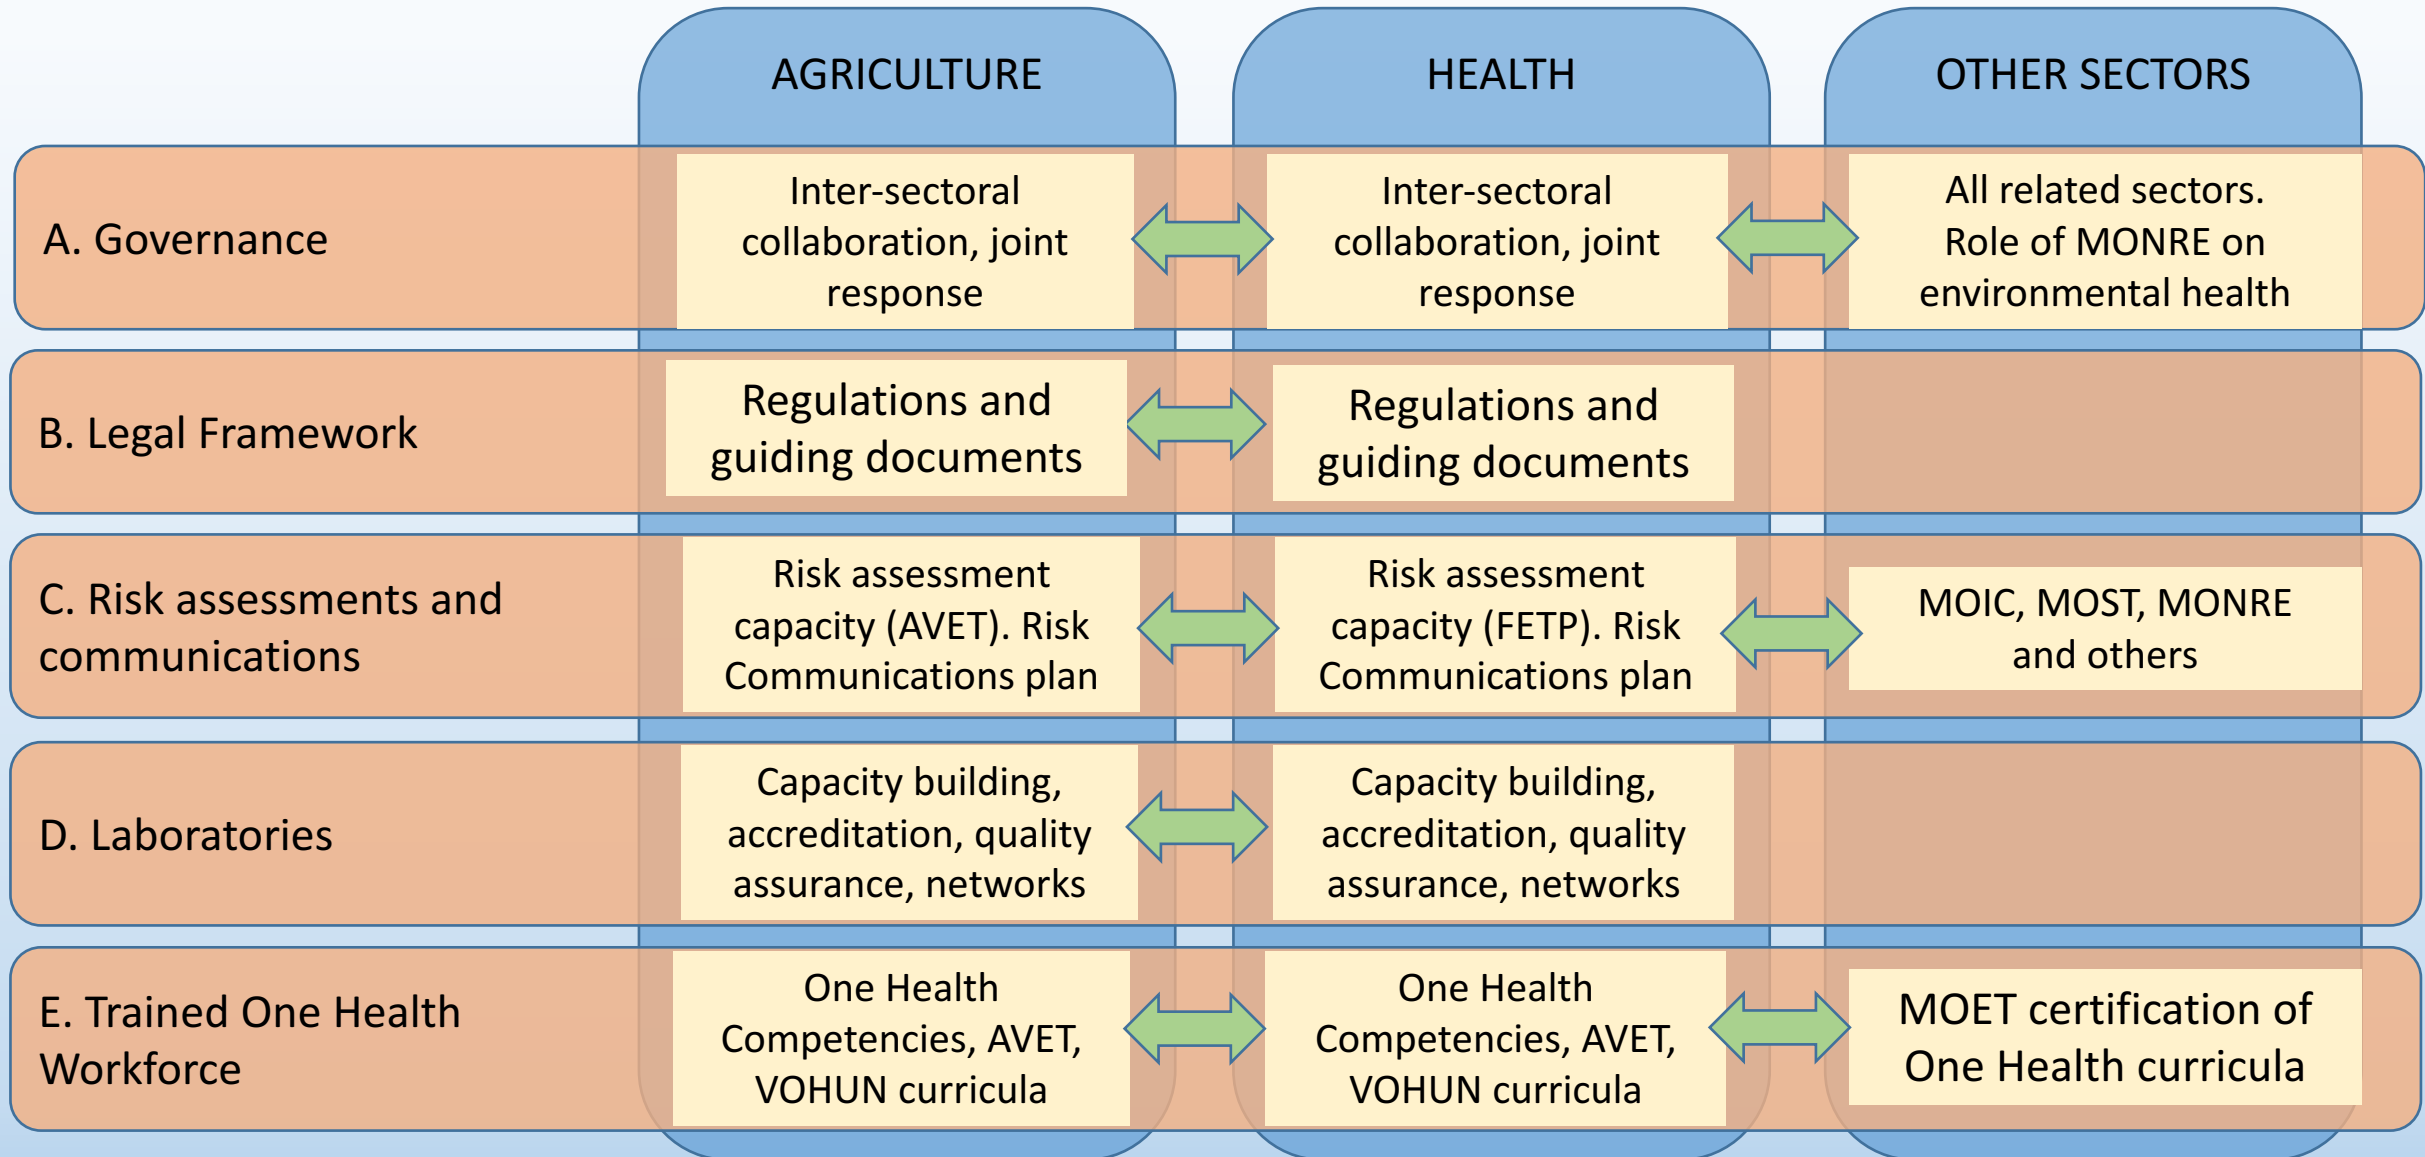 AGRICULTURE
HEALTH
OTHER SECTORS
A. Governance
Inter-sectoral
collaboration, joint
response
Inter-sectoral
collaboration, joint
response
All related sectors.
Role of MONRE on
environmental health
B. Legal Framework
Regulations and
guiding documents
Regulations and
guiding documents
C. Risk assessments and
communications
Risk assessment
capacity (AVET). Risk
Communications plan
Risk assessment
capacity (FETP). Risk
Communications plan
MOIC, MOST, MONRE
and others
D. Laboratories
Capacity building,
accreditation, quality
assurance, networks
Capacity building,
accreditation, quality
assurance, networks
E. Trained One Health
Workforce
One Health
Competencies, AVET,
VOHUN curricula
One Health
Competencies, AVET,
VOHUN curricula
MOET certification of
One Health curricula